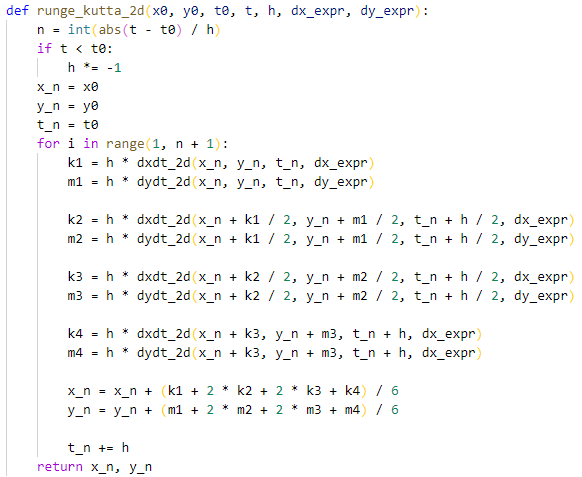 def runge_kutta_2d(x0, y0, t0, t, h, dx_expr, dy_expr):
    n = int(abs(t - t0) / h)
    if t < t0:
        h *= -1
    x_n = x0
    y_n = y0
    t_n = t0
    for i in range(1, n + 1):
        k1 = h * dxdt_2d(x_n, y_n, t_n, dx_expr)
        m1 = h * dydt_2d(x_n, y_n, t_n, dy_expr)

        k2 = h * dxdt_2d(x_n + k1 / 2, y_n + m1 / 2, t_n + h / 2, dx_expr)
        m2 = h * dydt_2d(x_n + k1 / 2, y_n + m1 / 2, t_n + h / 2, dy_expr)

        k3 = h * dxdt_2d(x_n + k2 / 2, y_n + m2 / 2, t_n + h / 2, dx_expr)
        m3 = h * dydt_2d(x_n + k2 / 2, y_n + m2 / 2, t_n + h / 2, dy_expr)

        k4 = h * dxdt_2d(x_n + k3, y_n + m3, t_n + h, dx_expr)
        m4 = h * dydt_2d(x_n + k3, y_n + m3, t_n + h, dx_expr)

        x_n = x_n + (k1 + 2 * k2 + 2 * k3 + k4) / 6
        y_n = y_n + (m1 + 2 * m2 + 2 * m3 + m4) / 6

        t_n += h
    return x_n, y_n